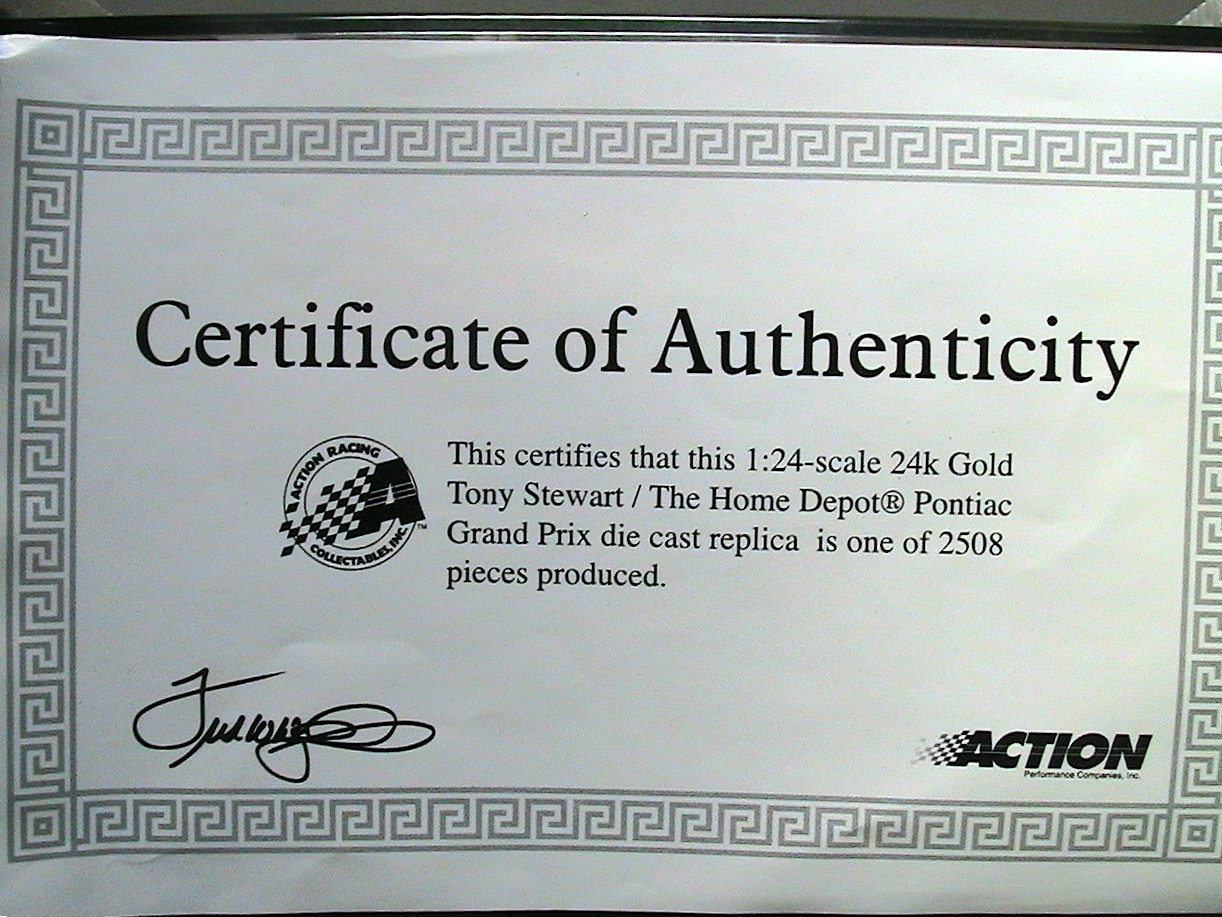 Certificate of Authenticity
ACTION RACING
COLLECTABLES, INC.
TM
This certifies that this 1:24-scale 24k Gold
Tony Stewart / The Home Depot® Pontiac
Grand Prix die cast replica is one of 2508
pieces produced.
ACTION
Performance Companies, Inc.